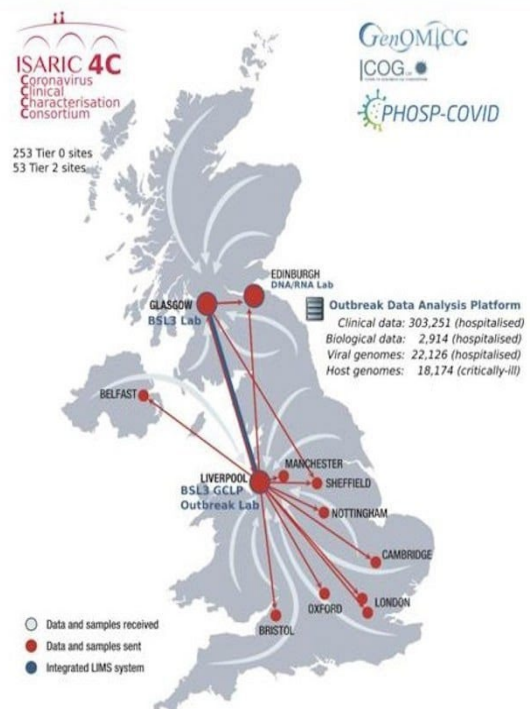 ISARIC 4C
Coronavirus
Clinical
Characterisation
Consortium
253 Tier 0 sites
53 Tier 2 sites
GenOMICC
COG
PHOSP-COVID
EDINBURGH
DNA/RNA Lab
GLASGOW
BSL3 Lab
Outbreak Data Analysis Platform
Clinical data: 303,251 (hospitalised)
Biological data: 2,914 (hospitalised)
Viral genomes: 22,126 (hospitalised)
Host genomes: 18,174 (critically-ill)
BELFAST
MANCHESTER
LIVERPOOL
SHEFFIELD
BSL3 GCLP
Outbreak Lab
NOTTINGHAM
CAMBRIDGE
OXFORD
LONDON
BRISTOL
Data and samples received
Data and samples sent
Integrated LIMS system